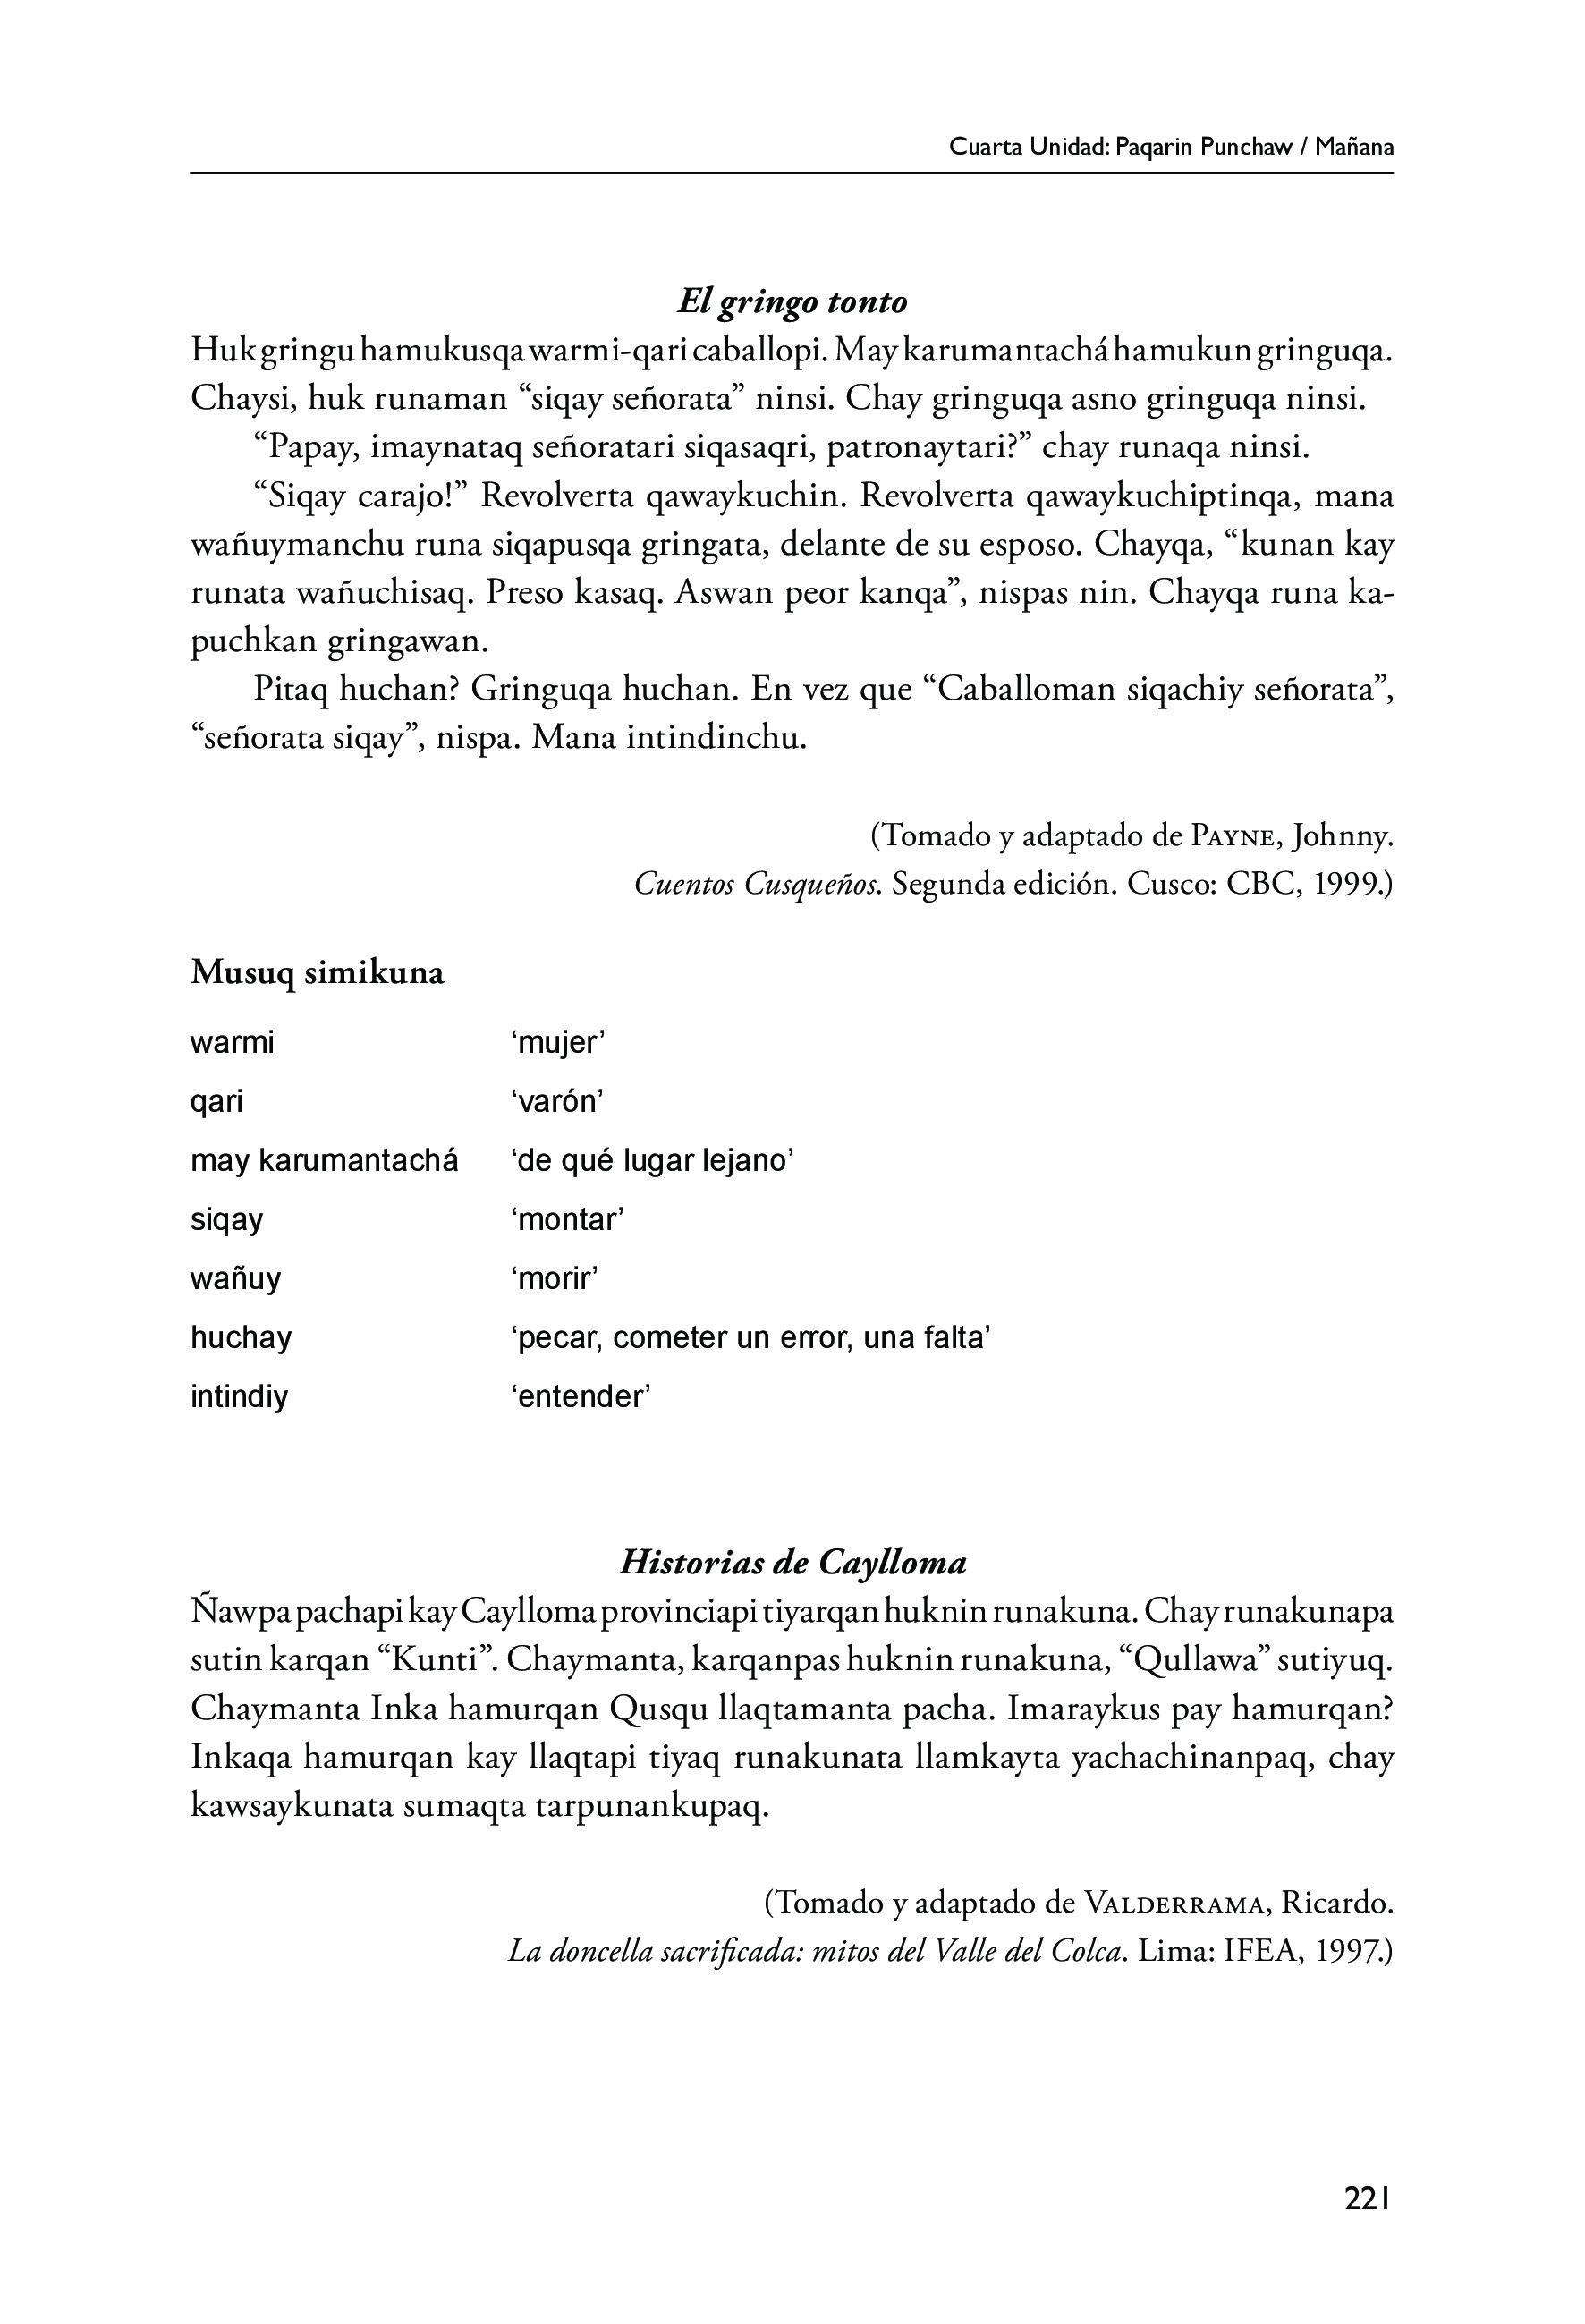 Cuarta Unidad: Paqarin Punchaw / Mañana
El gringo tonto
Huk gringu hamukusqa warmi-qari caballopi. May karumantachá hamukun gringuqa.
Chaysi, huk runaman “siqay señorata” ninsi. Chay gringuqa asno gringuqa ninsi.
“Papay, imaynataq señoratari siqasaqri, patronaytari?” chay runaqa ninsi.
“Siqay carajo!” Revolverta qawaykuchin. Revolverta qawaykuchiptinqa, mana
wañuymanchu runa siqapusqa gringata, delante de su esposo. Chayqa, “kunan kay
runata wañuchisaq. Preso kasaq. Aswan peor kanqa”, nispas nin. Chayqa runa ka-
puchkan gringawan.
Pitaq huchan? Gringuqa huchan. En vez que “Caballoman siqachiy señorata”,
“señorata siqay”, nispa. Mana intindinchu.
(Tomado y adaptado de PAYNE, Johnny.
Cuentos Cusqueños. Segunda edición. Cusco: CBC, 1999.)
Musuq simikuna
warmi ‘mujer’
qari ‘varón’
may karumantachá ‘de qué lugar lejano’
siqay ‘montar’
wañuy ‘morir’
huchay ‘pecar, cometer un error, una falta’
intindiy ‘entender’
Historias de Caylloma
Ñawpa pachapi kay Caylloma provinciapi tiyarqan huknin runakuna. Chay runakunapa
sutin karqan “Kunti”. Chaymanta, karqanpas huknin runakuna, “Qullawa” sutiyuq.
Chaymanta Inka hamurqan Qusqu llaqtamanta pacha. Imaraykus pay hamurqan?
Inkaqa hamurqan kay llaqtapi tiyaq runakunata llamkayta yachachinanpaq, chay
kawsaykunata sumaqta tarpunankupaq.
(Tomado y adaptado de VALDERRAMA, Ricardo.
La doncella sacrificada: mitos del Valle del Colca. Lima: IFEA, 1997.)
221